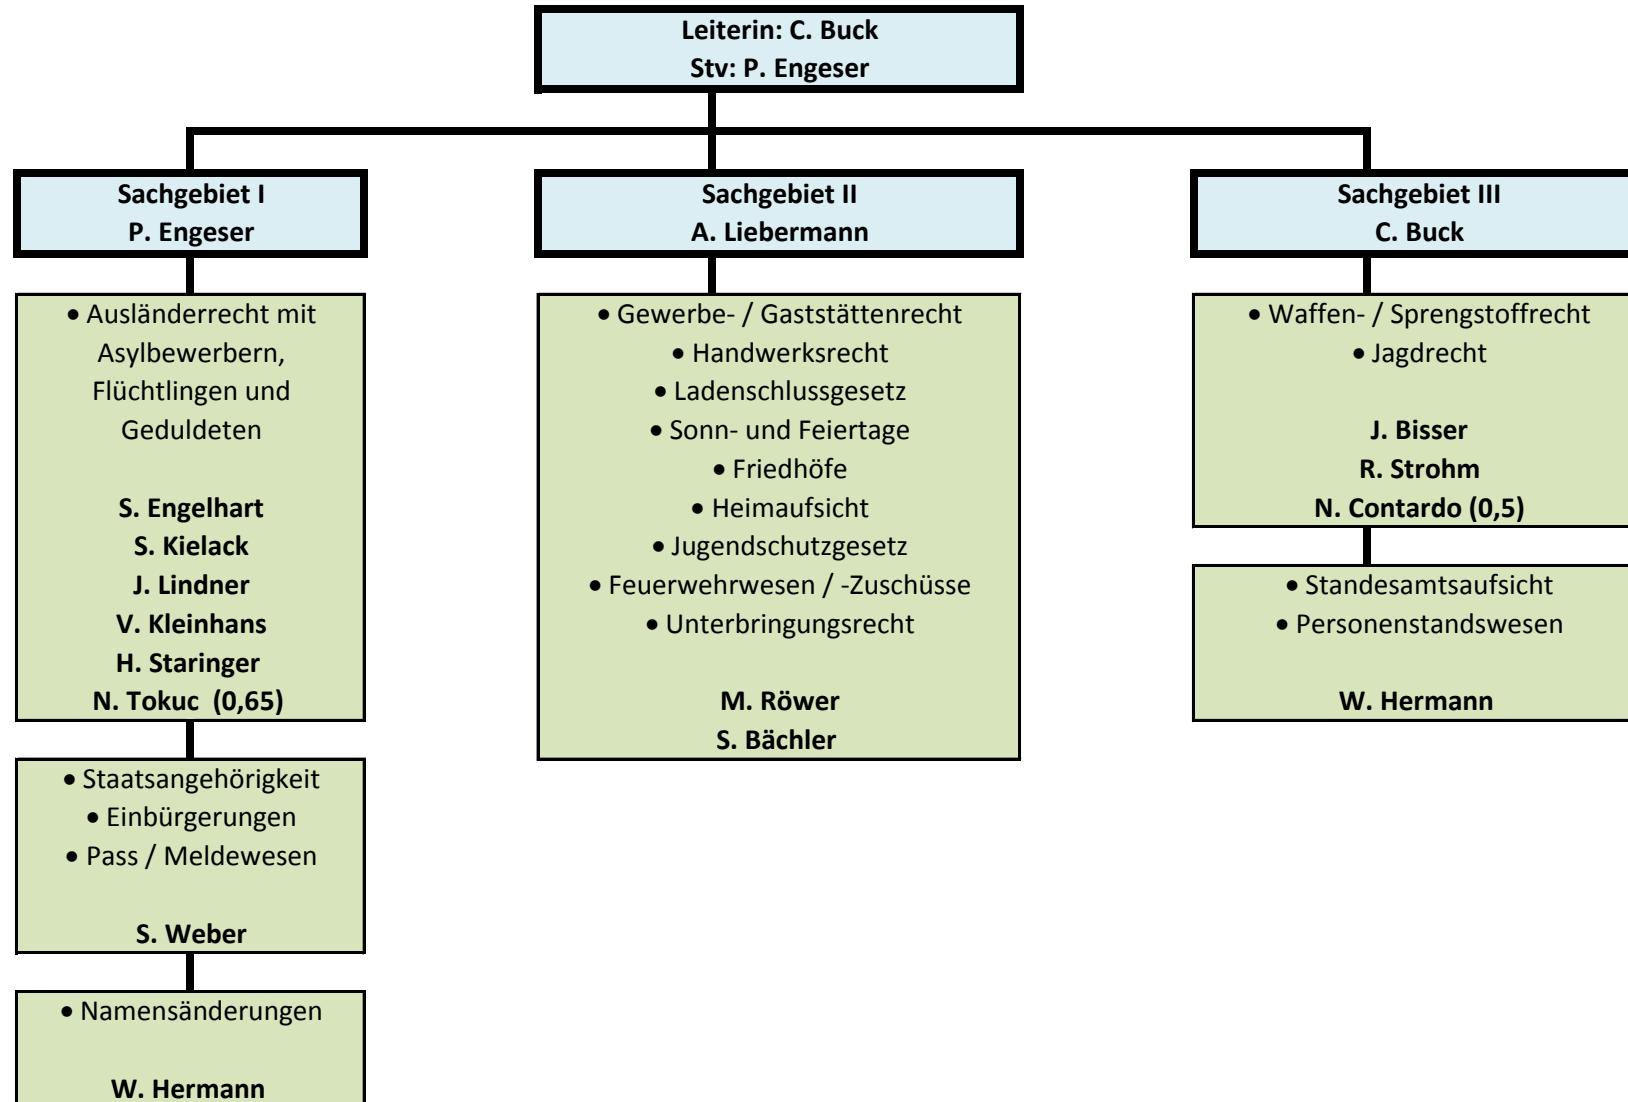 Leiterin: C. Buck
Stv: P. Engeser
Sachgebiet I
P. Engeser
• Ausländerrecht mit
Asylbewerbern,
Flüchtlingen und
Geduldeten
S. Engelhart
S. Kielack
J. Lindner
V. Kleinhans
H. Staringer
N. Tokuc (0,65)
• Staatsangehörigkeit
• Einbürgerungen
• Pass / Meldewesen
S. Weber
• Namensänderungen
W. Hermann
Sachgebiet II
A. Liebermann
• Gewerbe- / Gaststättenrecht
• Handwerksrecht
• Ladenschlussgesetz
• Sonn- und Feiertage
• Friedhöfe
• Heimaufsicht
• Jugendschutzgesetz
• Feuerwehrwesen / -Zuschüsse
• Unterbringungsrecht
M. Röwer
S. Bächler
Sachgebiet III
C. Buck
• Waffen- / Sprengstoffrecht
• Jagdrecht
J. Bisser
R. Strohm
N. Contardo (0,5)
• Standesamtsaufsicht
• Personenstandswesen
W. Hermann